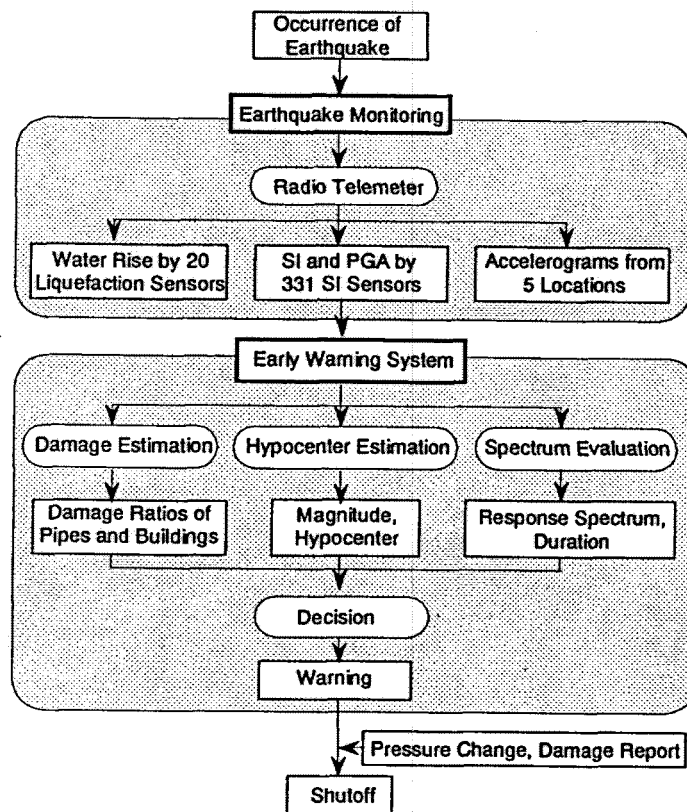 Occurrence of
Earthquake
Earthquake Monitoring
Radio Telemeter
Water Rise by 20
Liquefaction Sensors
SI and PGA by
331 SI Sensors
Accelerograms from
5 Locations
Early Warning System
Damage Estimation
Hypocenter Estimation
Spectrum Evaluation
Damage Ratios of
Pipes and Buildings
Magnitude,
Hypocenter
Response Spectrum,
Duration
Decision
Warning
Pressure Change, Damage Report
Shutoff